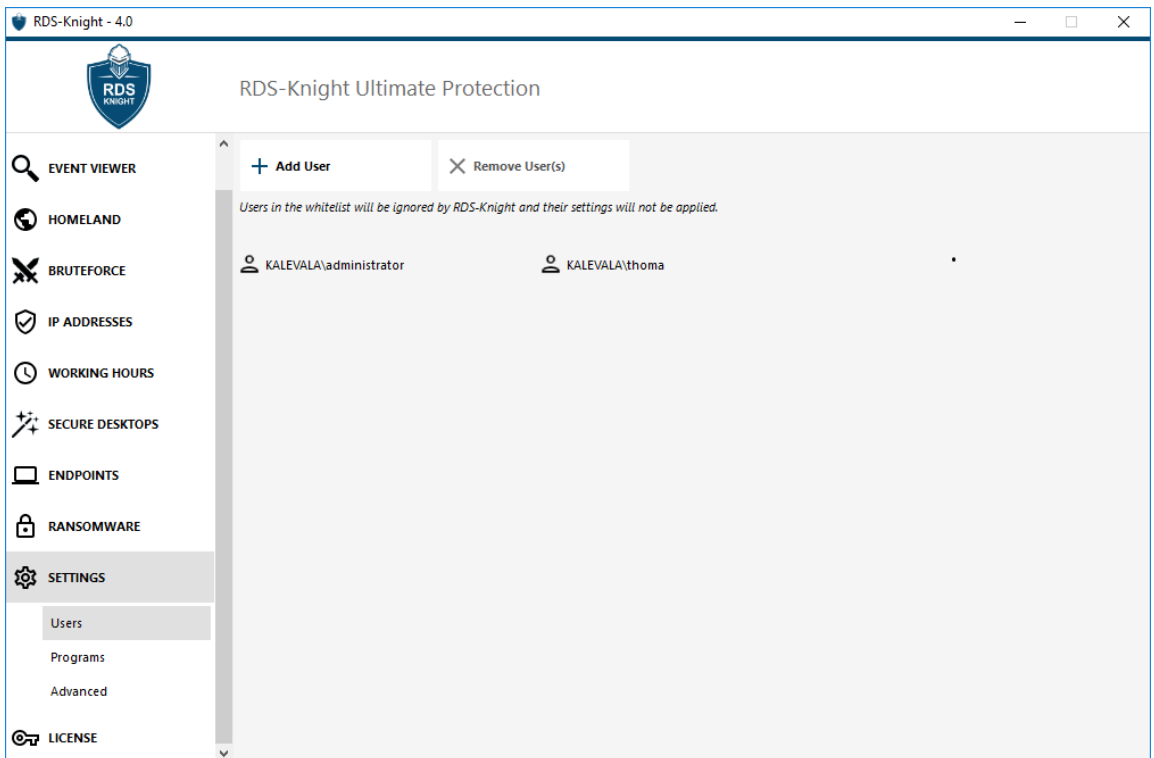 RDS-Knight - 4.0
RDS
KNIGHT
RDS-Knight Ultimate Protection
EVENT VIEWER
HOMELAND
BRUTEFORCE
IP ADDRESSES
WORKING HOURS
SECURE DESKTOPS
ENDPOINTS
RANSOMWARE
SETTINGS
Users
Programs
Advanced
LICENSE
Add User
Remove User(s)
Users in the whitelist will be ignored by RDS-Knight and their settings will not be applied.
KALEVALA\administrator
KALEVALA\thoma